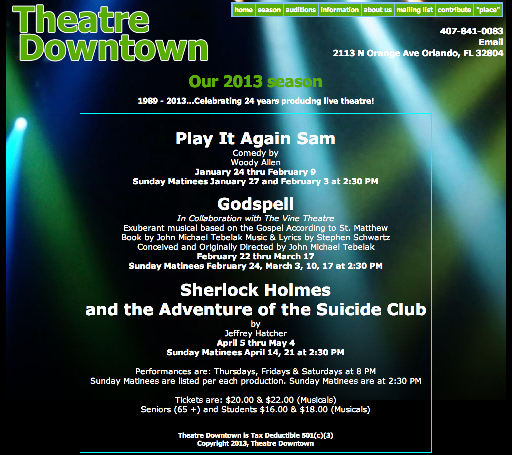 Theatre
Downtown
home season auditions information about us mailing list contribute "place"
407-841-0083
Email
2113 N Orange Ave Orlando, FL 32804
Our 2013 season
1989 - 2013...Celebrating 24 years producing live theatre!
Play It Again Sam
Comedy by
Woody Allen
January 24 thru February 9
Sunday Matinees January 27 and February 3 at 2:30 PM
Godspell
In Collaboration with The Vine Theatre
Exuberant musical based on the Gospel According to St. Matthew
Book by John Michael Tebelak Music & Lyrics by Stephen Schwartz
Conceived and Originally Directed by John Michael Tebelak
February 22 thru March 17
Sunday Matinees February 24, March 3, 10, 17 at 2:30 PM
Sherlock Holmes
and the Adventure of the Suicide Club
by
Jeffrey Hatcher
April 5 thru May 4
Sunday Matinees April 14, 21 at 2:30 PM
Performances are: Thursdays, Fridays & Saturdays at 8 PM
Sunday Matinees are listed per each production. Sunday Matinees are at 2:30 PM
Tickets are: $20.00 & $22.00 (Musicals)
Seniors (65 +) and Students $16.00 & $18.00 (Musicals)
Theatre Downtown is Tax Deductible 501(c)(3)
Copyright 2013, Theatre Downtown